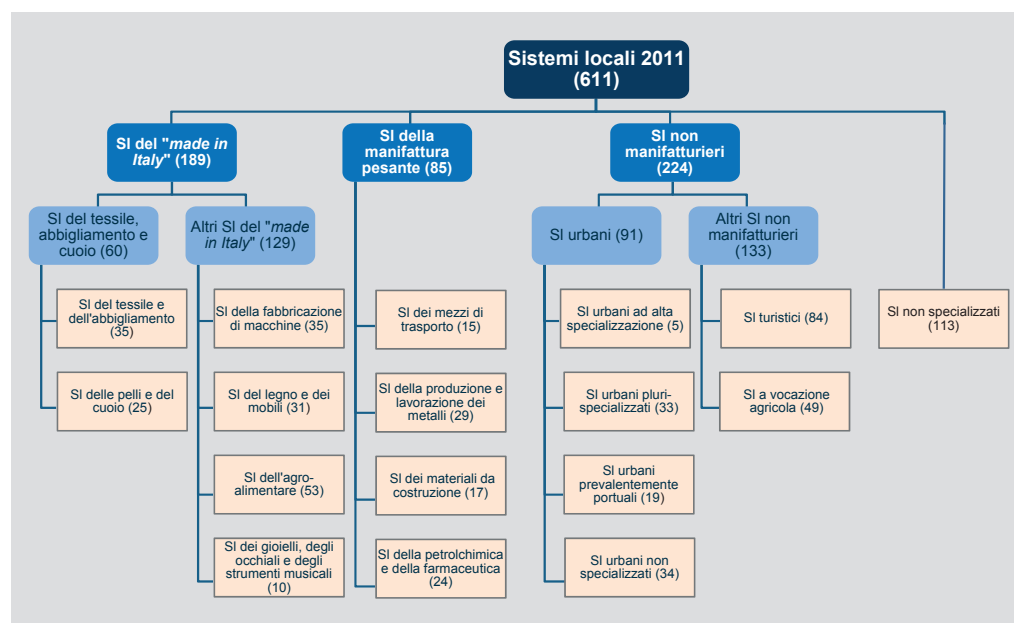 Sistemi locali 2011
(611)
Sl del "made in
Italy" (189)
Sl della
manifattura
pesante (85)
Sl non
manifatturieri
(224)
Sl del tessile,
abbigliamento e
cuoio (60)
Altri Sl del "made
in Italy" (129)
Sl urbani (91)
Altri Sl non
manifatturieri
(133)
Sl del tessile e
dell'abbigliamento
(35)
Sl delle pelli e del
cuoio (25)
Sl della fabbricazione
di macchine (35)
Sl del legno e dei
mobili (31)
Sl dell'agro-
alimentare (53)
Sl dei gioielli, degli
occhiali e degli
strumenti musicali
(10)
Sl dei mezzi di
trasporto (15)
Sl della produzione e
lavorazione dei
metalli (29)
Sl dei materiali da
costruzione (17)
Sl della petrolchimica
e della farmaceutica
(24)
Sl urbani ad alta
specializzazione (5)
Sl urbani pluri-
specializzati (33)
Sl urbani
prevalentemente
portuali (19)
Sl urbani non
specializzati (34)
Sl turistici (84)
Sl a vocazione
agricola (49)
Sl non specializzati
(113)